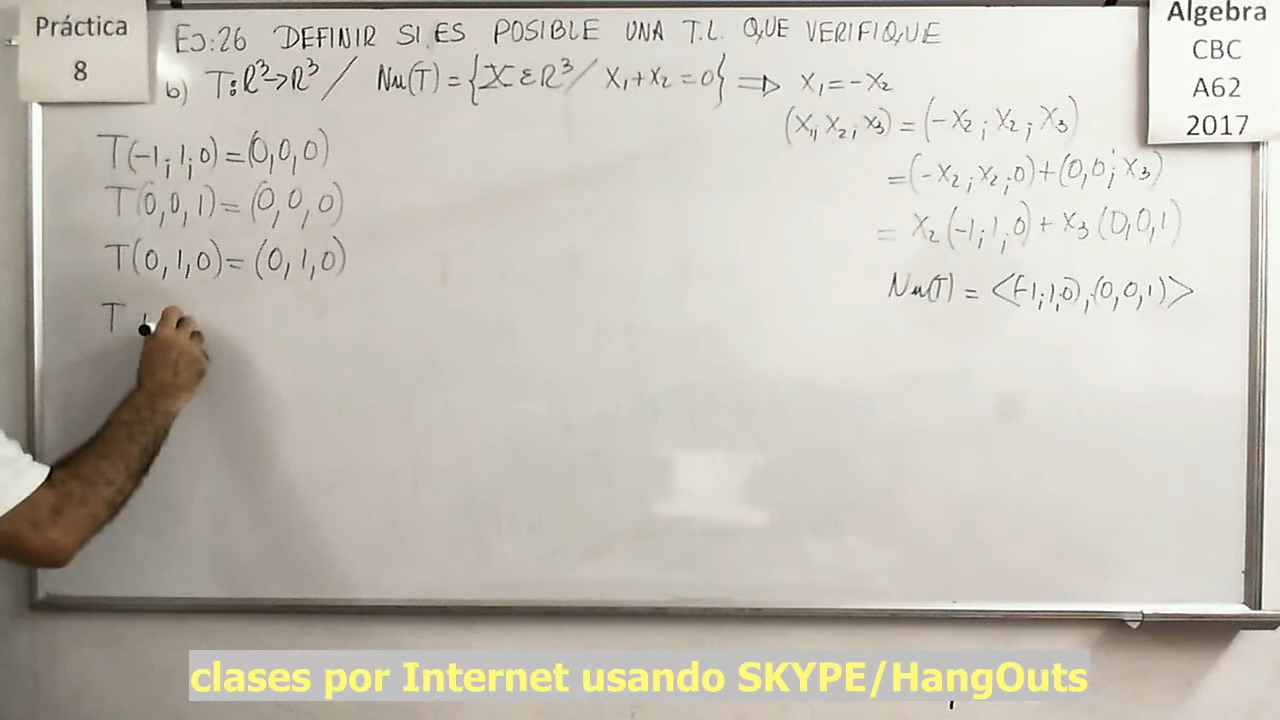 Práctica
8
Ej:26 DEFINIR SI ES POSIBLE UNA T.L. QUE VERIFIQUE
Algebra
CBC
A62
2017
b) T:R³→R³ / Nu(T) = {X ε R³ / x₁+x₂=0} ⇒ x₁=-x₂
(x₁, x₂; x₃) = (-x₂; x₂; x₃)
= (-x₂; x₂; 0)+(0,0; x₃)
= x₂(-1;1;0) + x₃(0,0;1)
Nu(T) = <(-1;1;0),(0,0,1)>
T(-1;1;0)=(0,0,0)
T(0,0,1)=(0,0,0)
T(0,1,0)=(0,1,0)
T
clases por Internet usando SKYPE/HangOuts